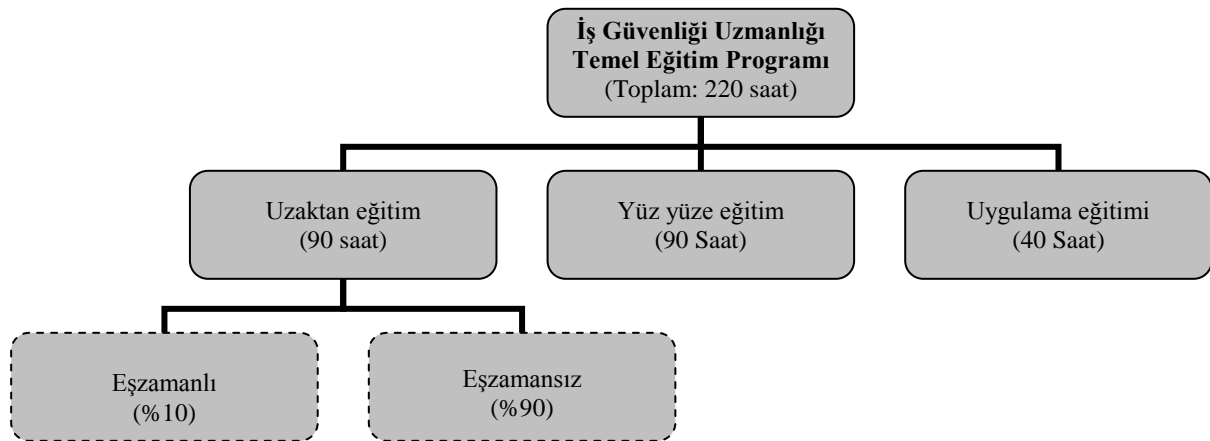 İş Güvenliği Uzmanlığı
Temel Eğitim Programı
(Toplam: 220 saat)
Uzaktan eğitim
(90 saat)
Yüz yüze eğitim
(90 Saat)
Uygulama eğitimi
(40 Saat)
Eşzamanlı
(%10)
Eşzamansız
(%90)